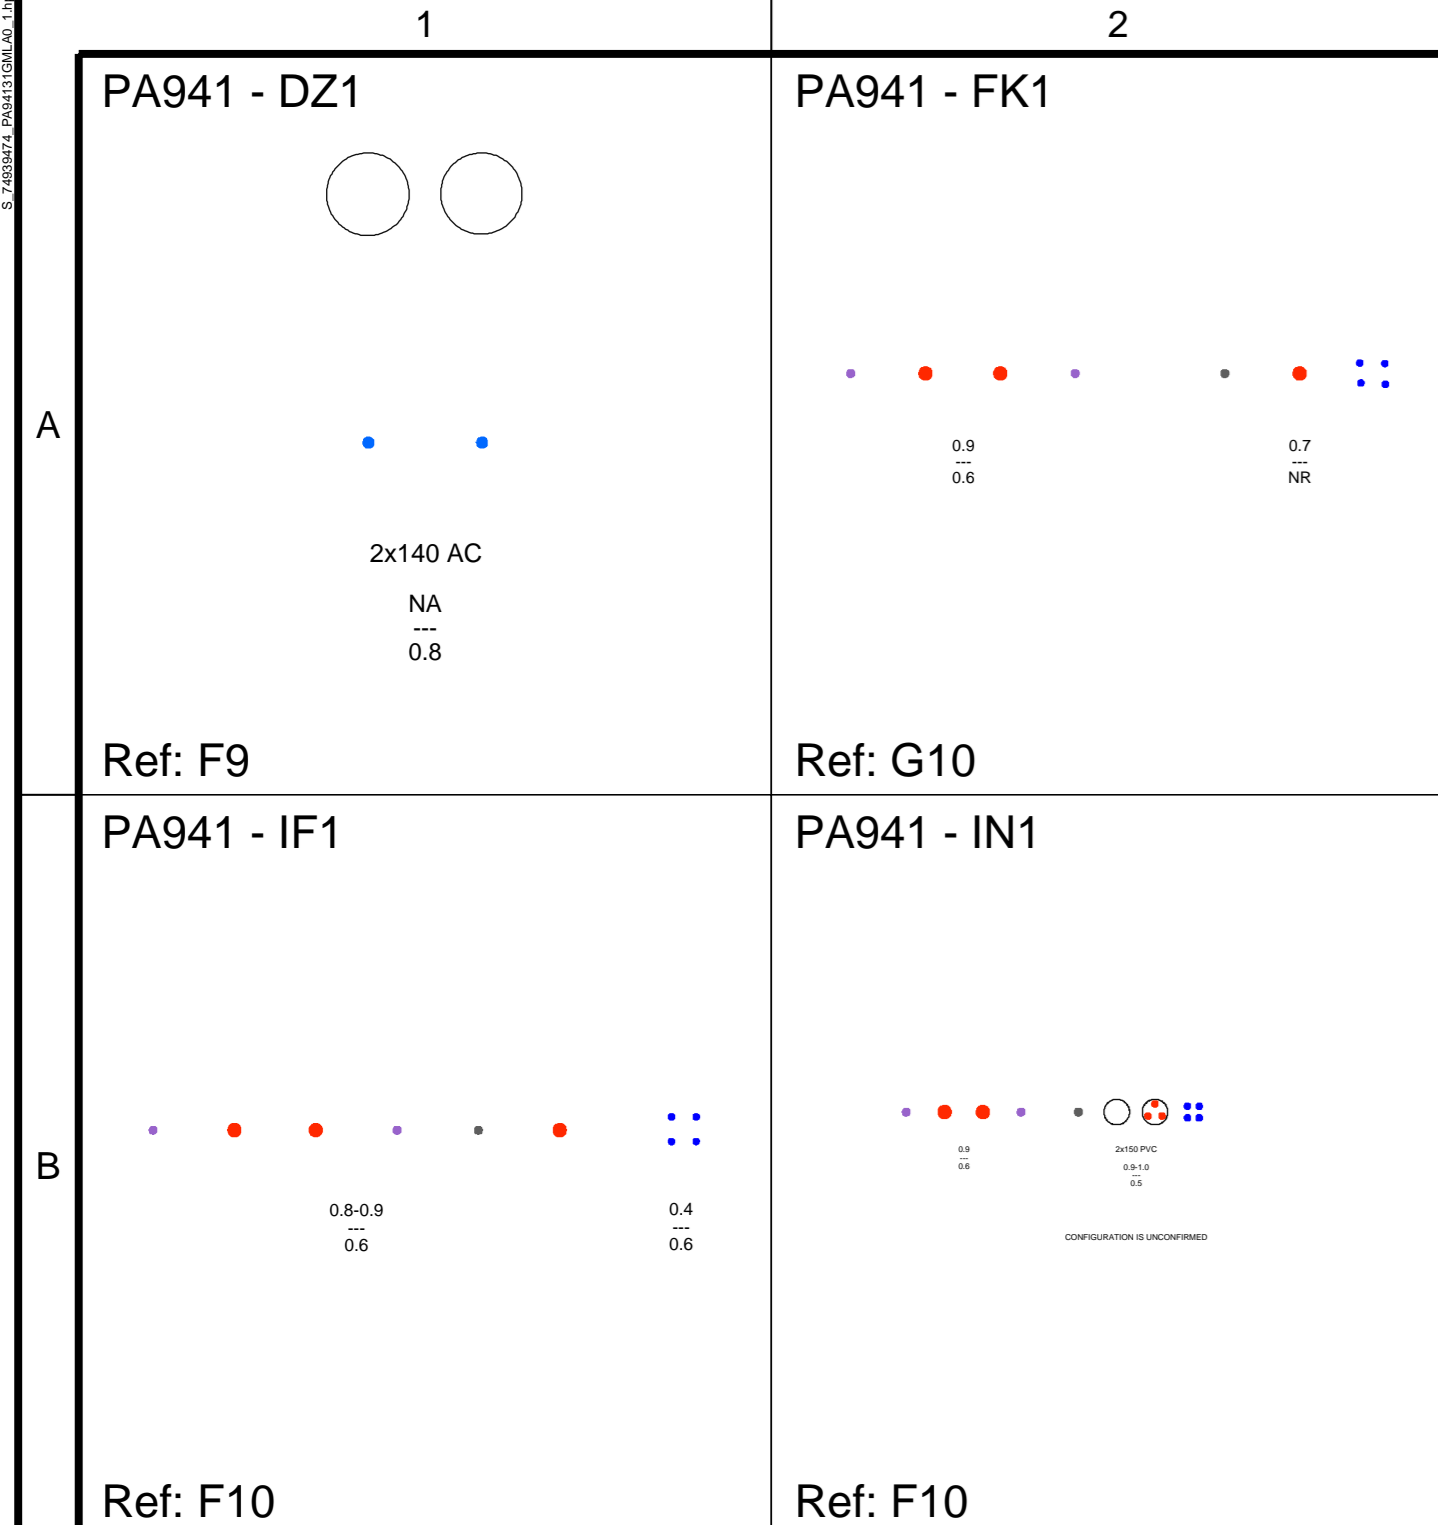 S_74939474_PA94131GMLA0_1.h
1
2
A
PA941 - DZ1
2x140 AC
NA
---
0.8
Ref: F9
PA941 - FK1
0.9
---
0.6
0.7
---
NR
Ref: G10
B
PA941 - IF1
0.8-0.9
---
0.6
0.4
---
0.6
Ref: F10
PA941 - IN1
0.9
---
0.6
2x150 PVC
0.9-1.0
---
0.5
CONFIGURATION IS UNCONFIRMED
Ref: F10